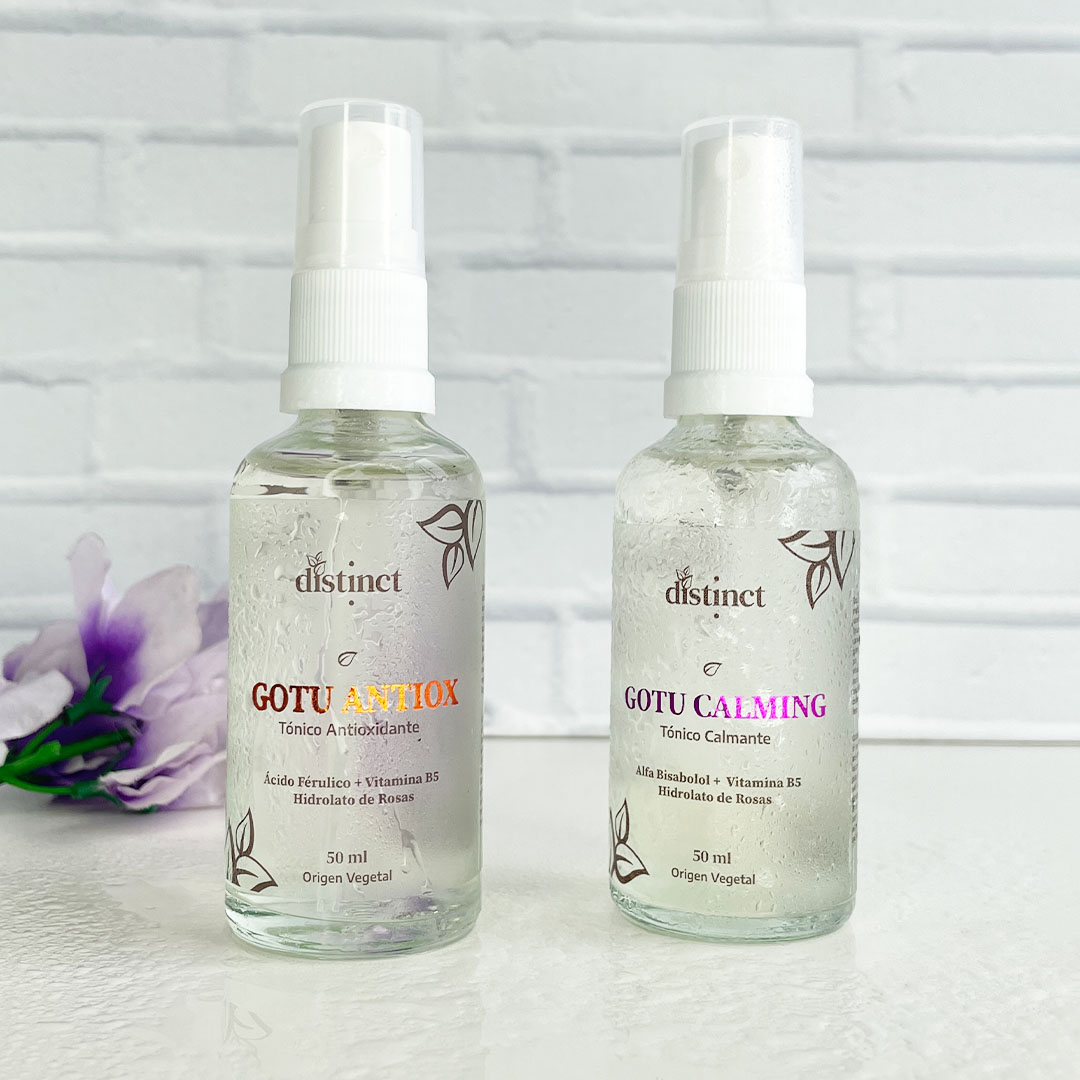 distinct
GOTU ANTIOX
Tónico Antioxidante
Ácido Férulico + Vitamina B5
Hidrolato de Rosas
50 ml
Origen Vegetal
distinct
GOTU CALMING
Tónico Calmante
Alfa Bisabolol + Vitamina B5
Hidrolato de Rosas
50 ml
Origen Vegetal